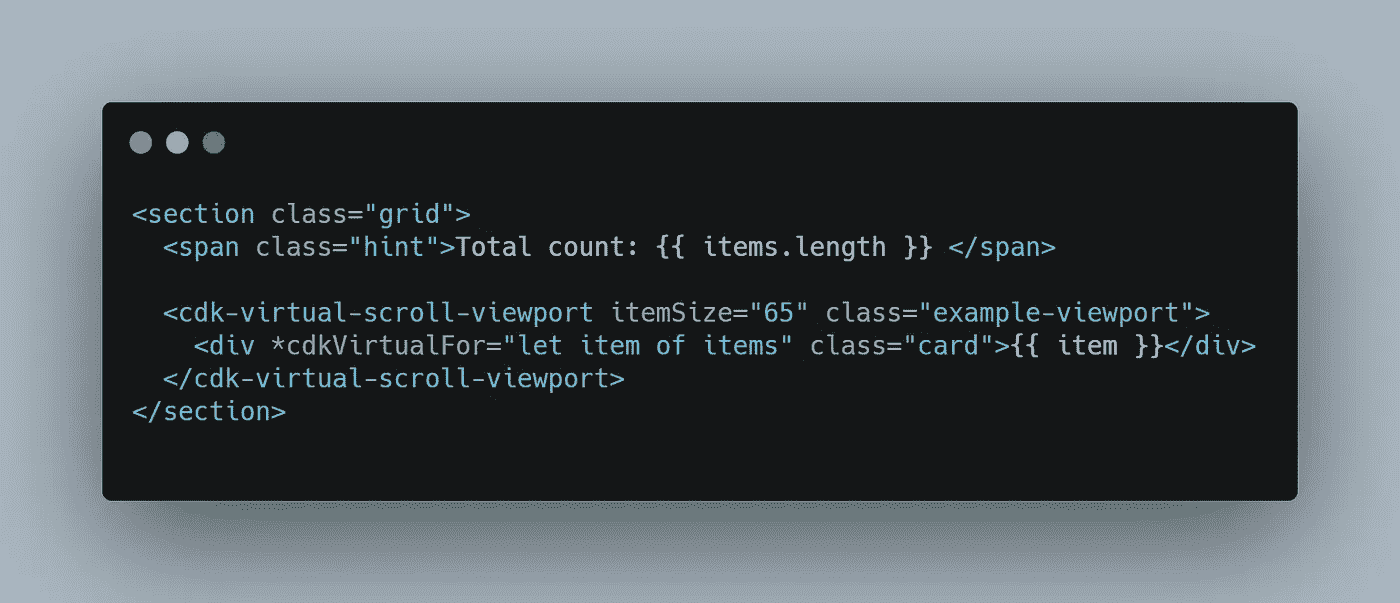 <section class="grid">
<span class="hint">Total count: {{ items.length }} </span>
<cdk-virtual-scroll-viewport itemSize="65" class="example-viewport">
<div *cdkVirtualFor="let item of items" class="card">{{ item }}</div>
</cdk-virtual-scroll-viewport>
</section>